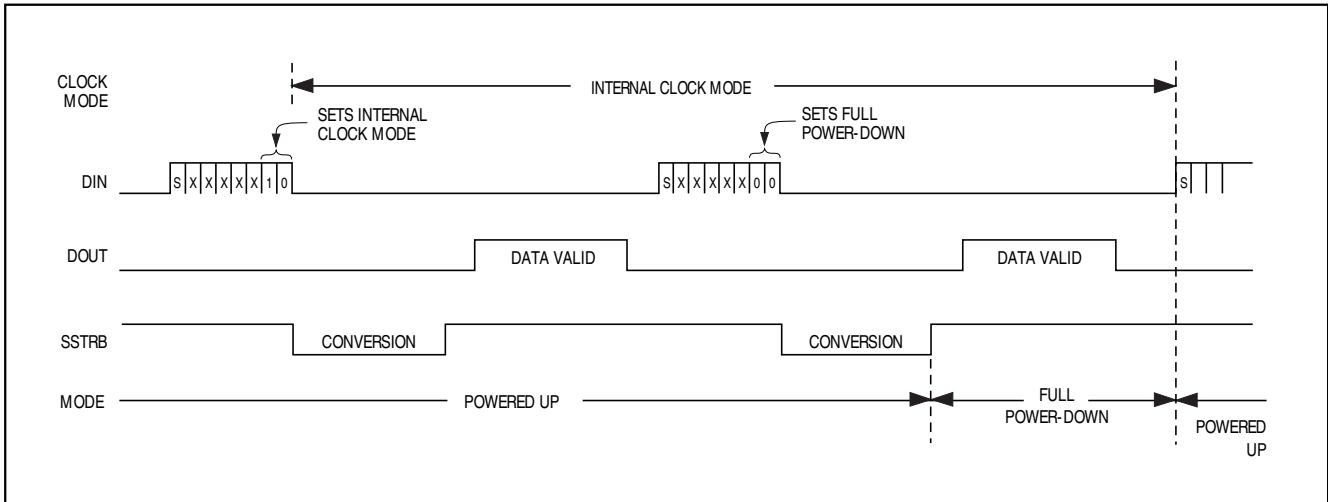 CLOCK
MODE
INTERNAL CLOCK MODE
SETS INTERNAL
CLOCK MODE
SETS FULL
POWER-DOWN
DIN
S X X X X X 1 0
S X X X X X 0 0
S
DOUT
DATA VALID
DATA VALID
SSTRB
CONVERSION
CONVERSION
MODE
POWERED UP
FULL
POWER-DOWN
POWERED
UP